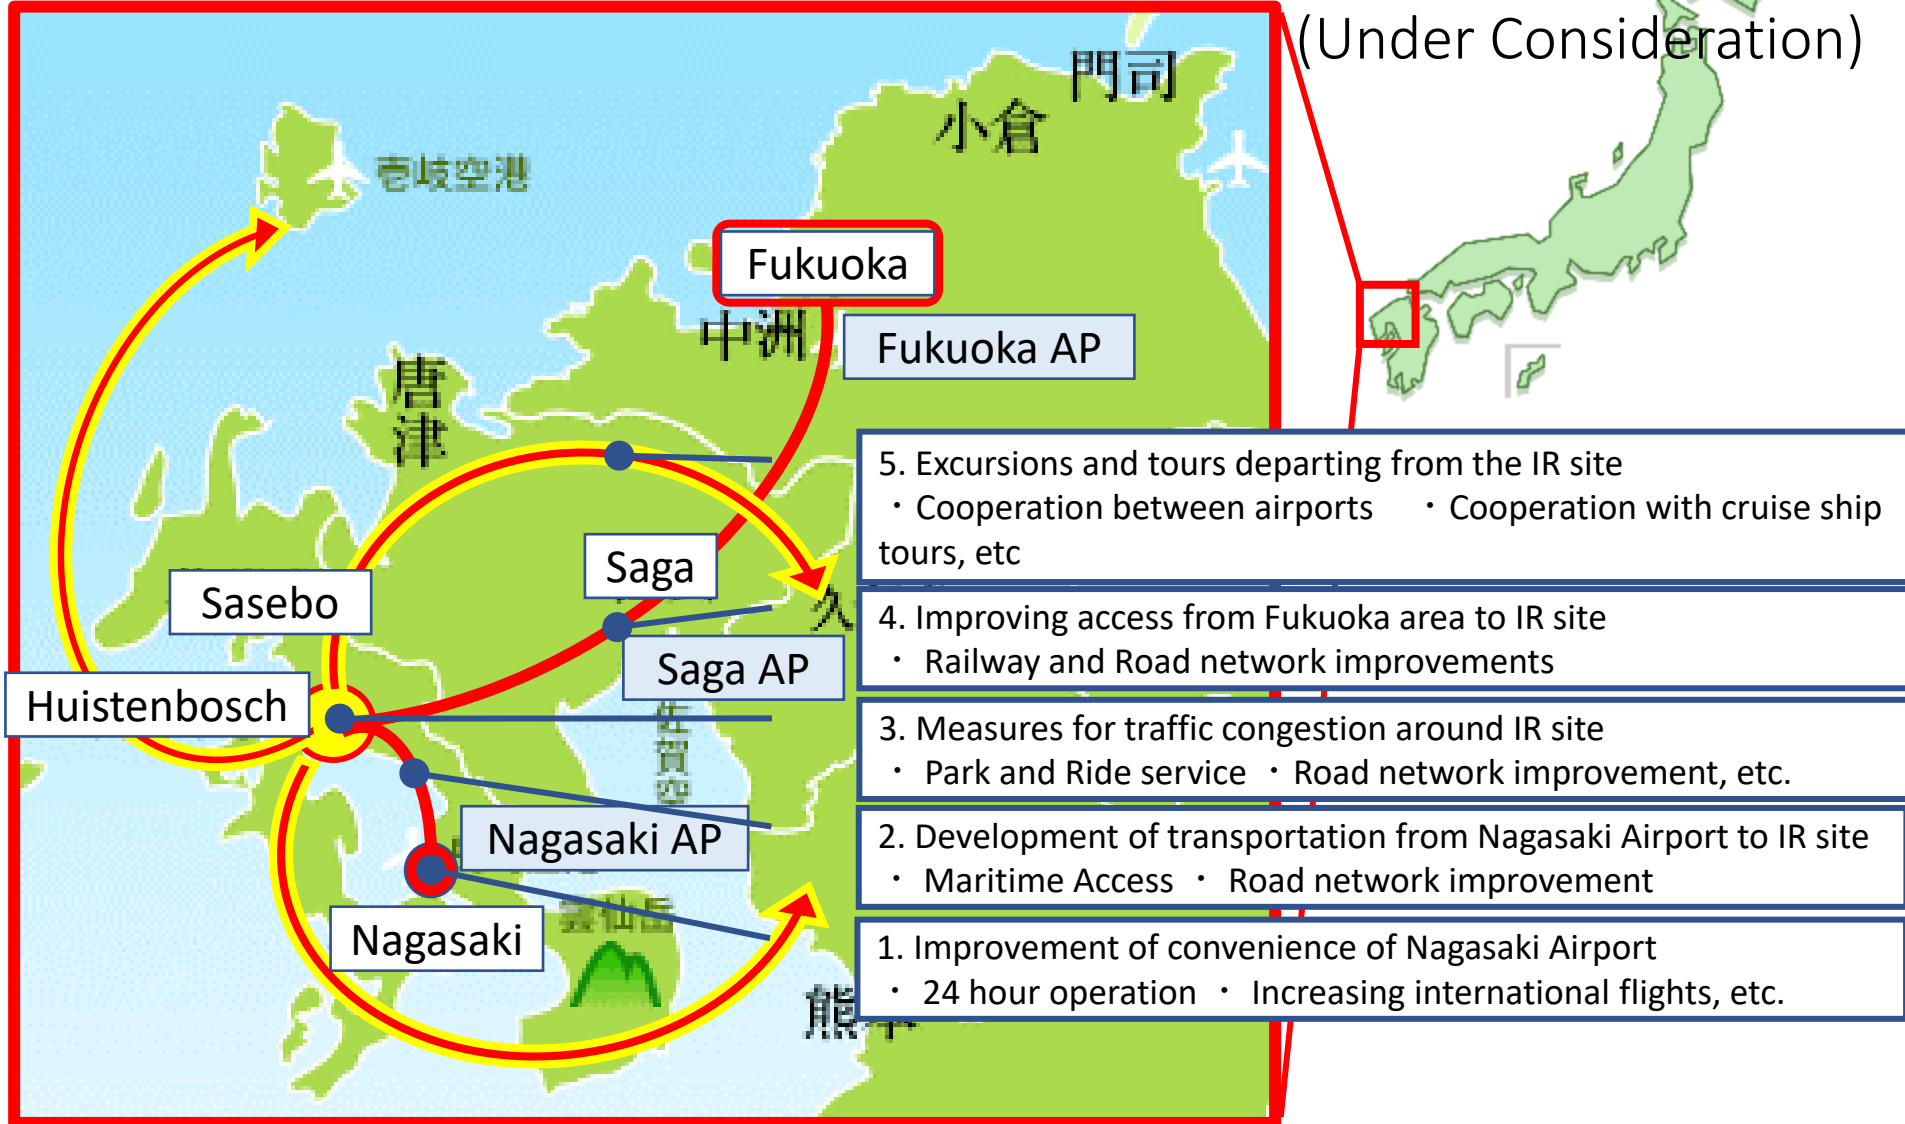 (Under Consideration)
門司
小倉
壱岐空港
Fukuoka
中洲
Fukuoka AP
唐津
5. Excursions and tours departing from the IR site
・Cooperation between airports ・Cooperation with cruise ship
tours, etc
Saga
Sasebo
4. Improving access from Fukuoka area to IR site
・ Railway and Road network improvements
Saga AP
Huistenbosch
3. Measures for traffic congestion around IR site
・ Park and Ride service ・Road network improvement, etc.
Nagasaki AP
2. Development of transportation from Nagasaki Airport to IR site
・ Maritime Access ・ Road network improvement
雲仙岳
Nagasaki
1. Improvement of convenience of Nagasaki Airport
・ 24 hour operation ・ Increasing international flights, etc.
熊本